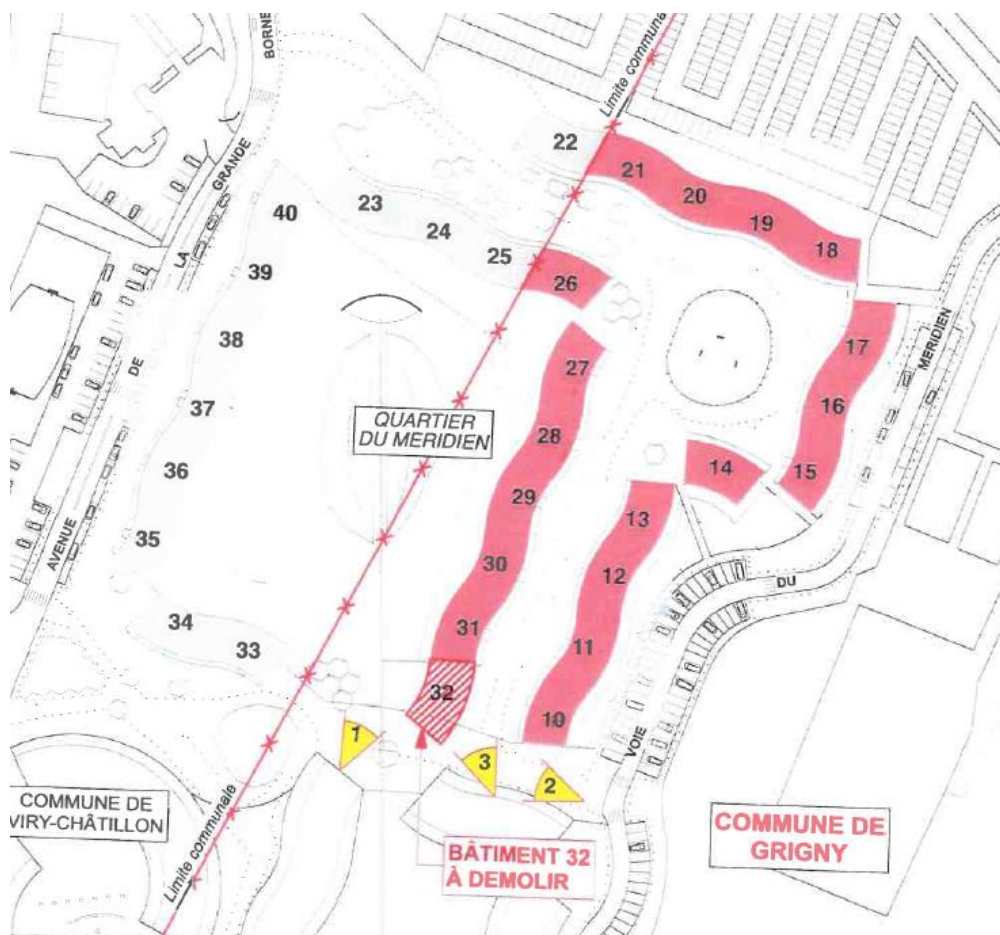 BORNE
GRANDE
LA
DE
AVENUE
Limite communale
22
21
20
19
18
23
24
25
26
40
39
38
37
36
35
34
33
27
28
29
30
31
32
17
16
15
14
13
12
11
10
QUARTIER
DU MERIDIEN
MERIDIEN
DU
VOIE
1
3
2
COMMUNE DE
VIRY-CHÂTILLON
Limite communale
BÂTIMENT 32
À DEMOLIR
COMMUNE DE
GRIGNY